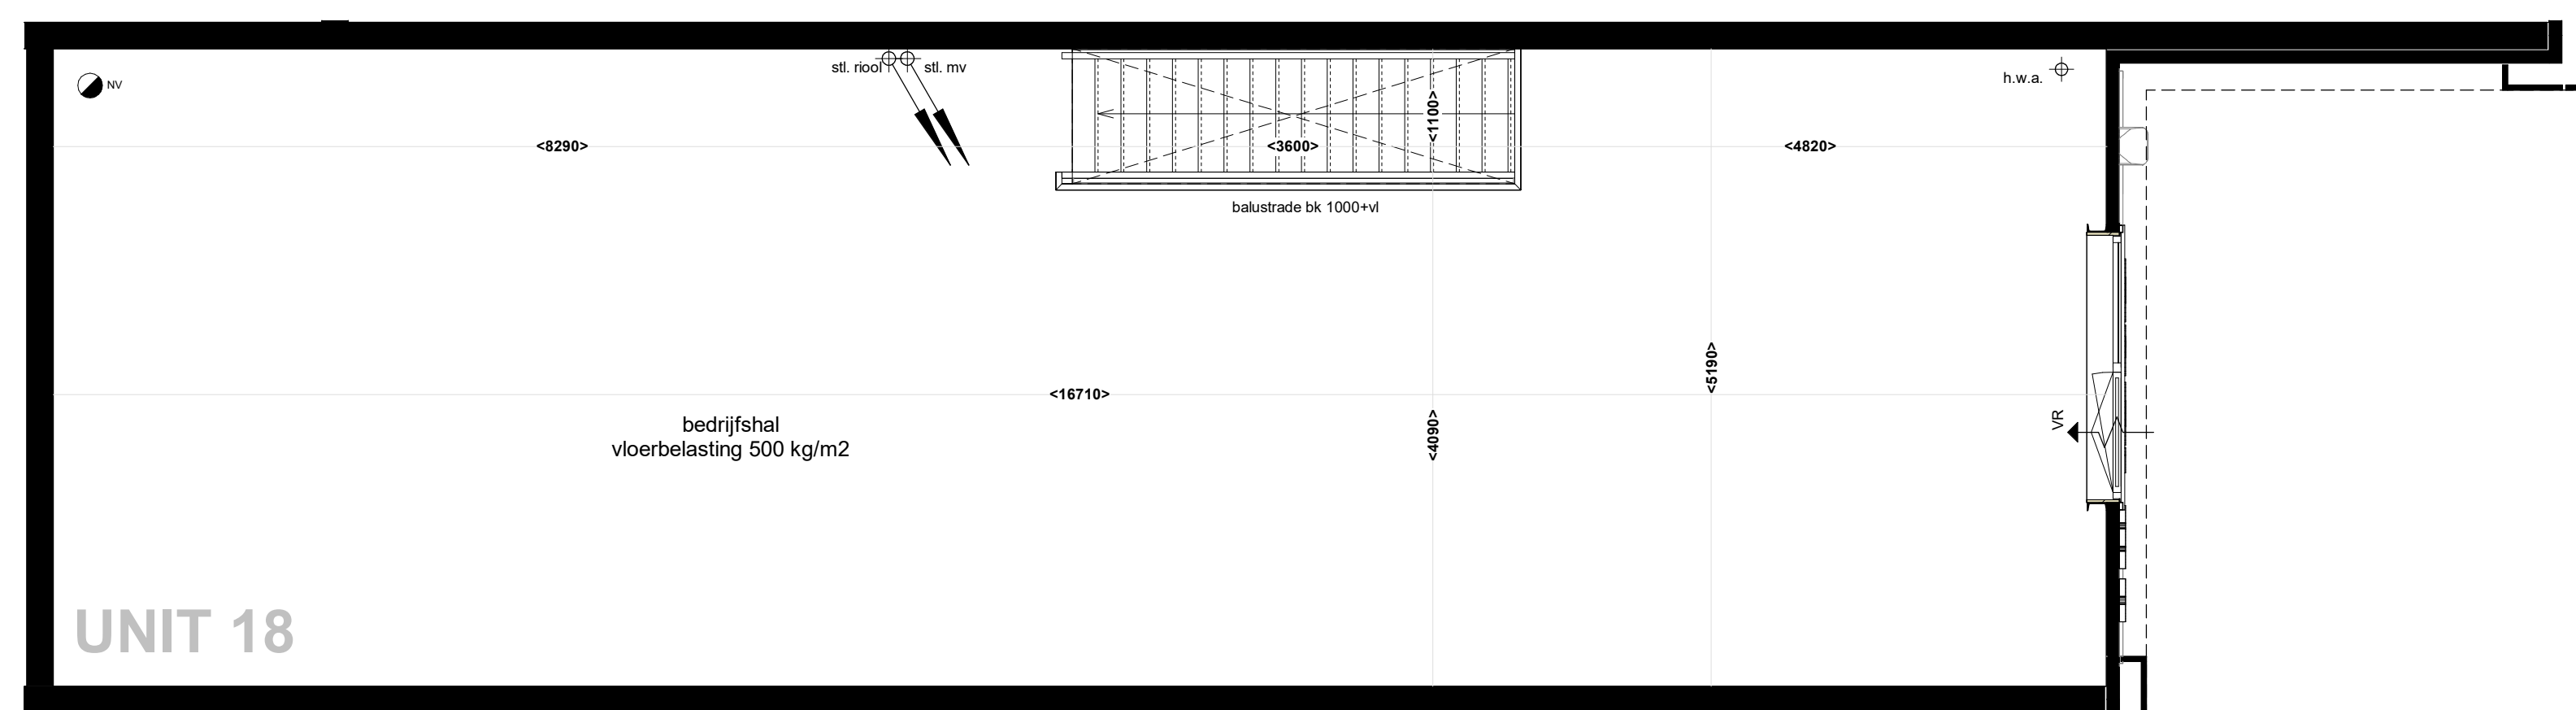 stl. riool
stl. mv
h.w.a.
NV
<1100>
<8290>
<3600>
<4820>
balustrade bk 1000+vl
<5190>
<16710>
VR
<4090>
bedrijfshal
vloerbelasting 500 kg/m2
UNIT 18